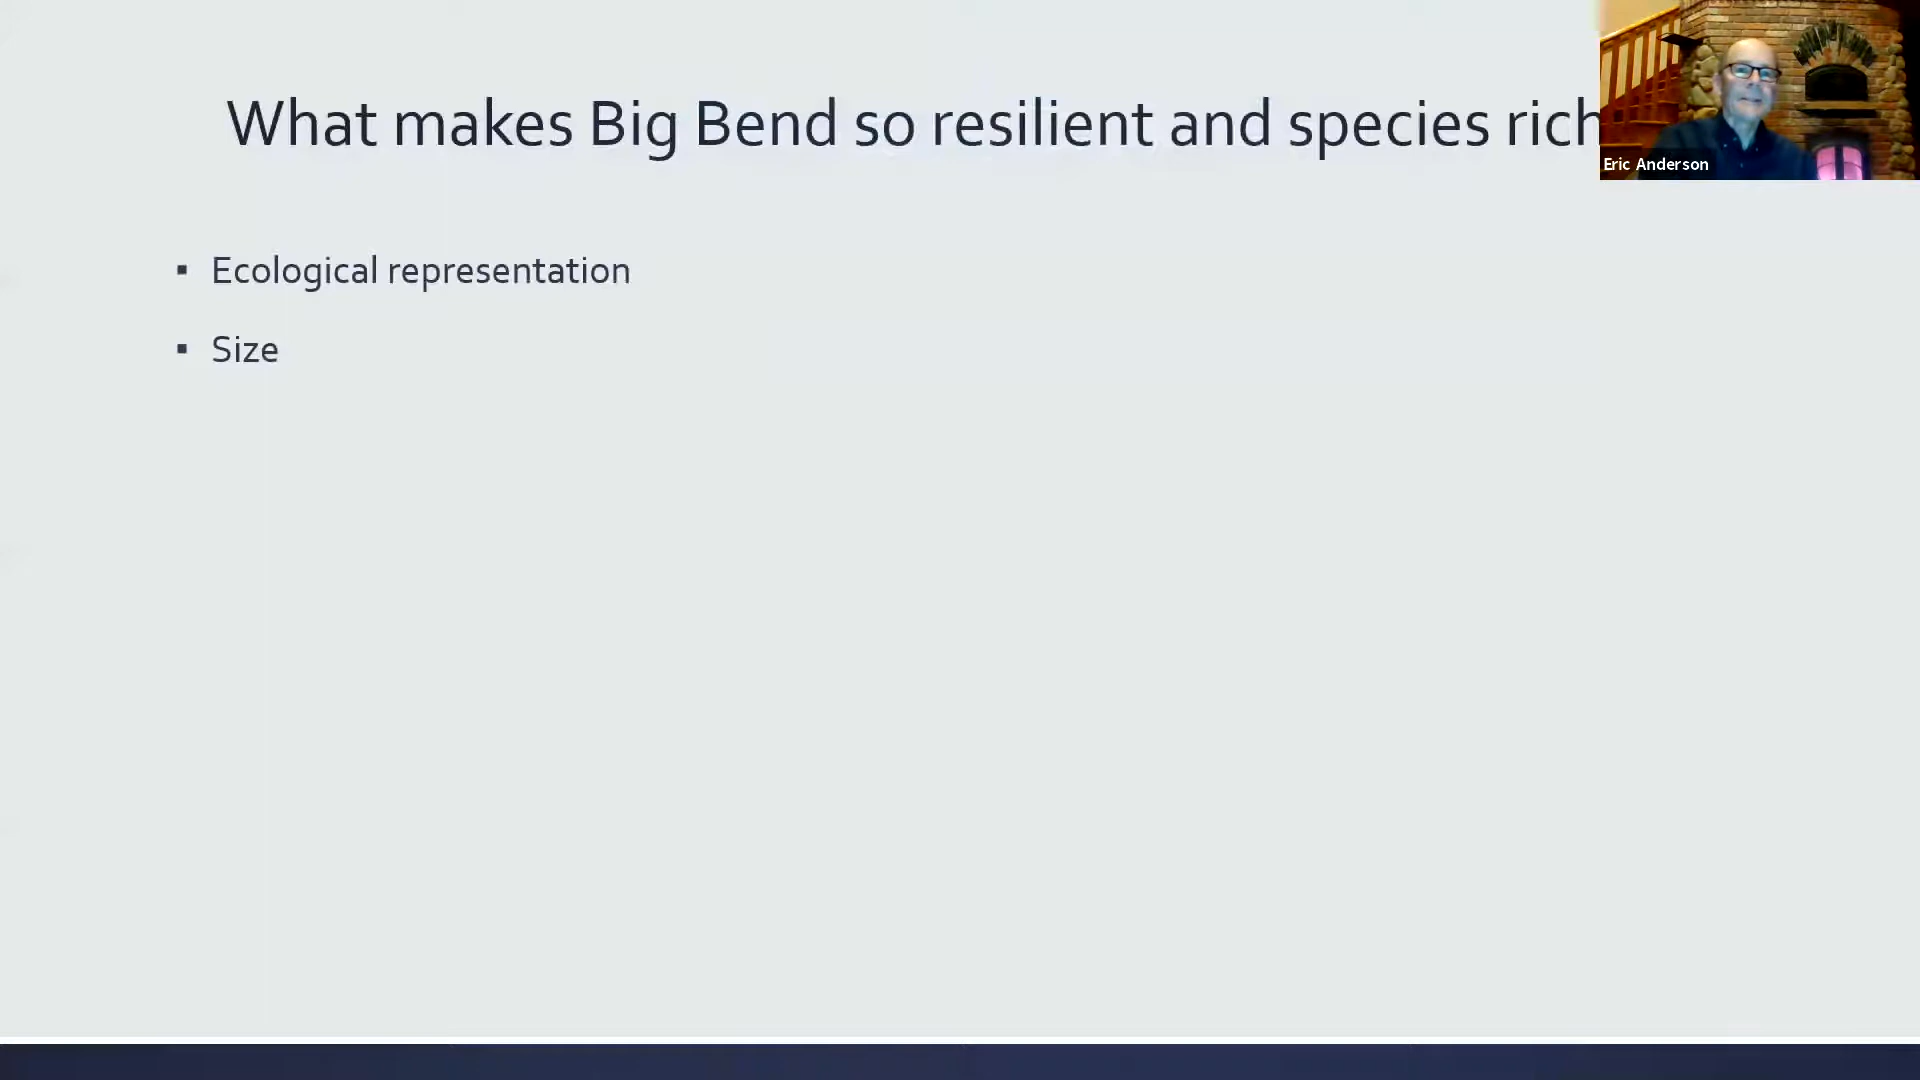 What makes Big Bend so resilient and species rich
Eric Anderson
▪ Ecological representation
▪ Size